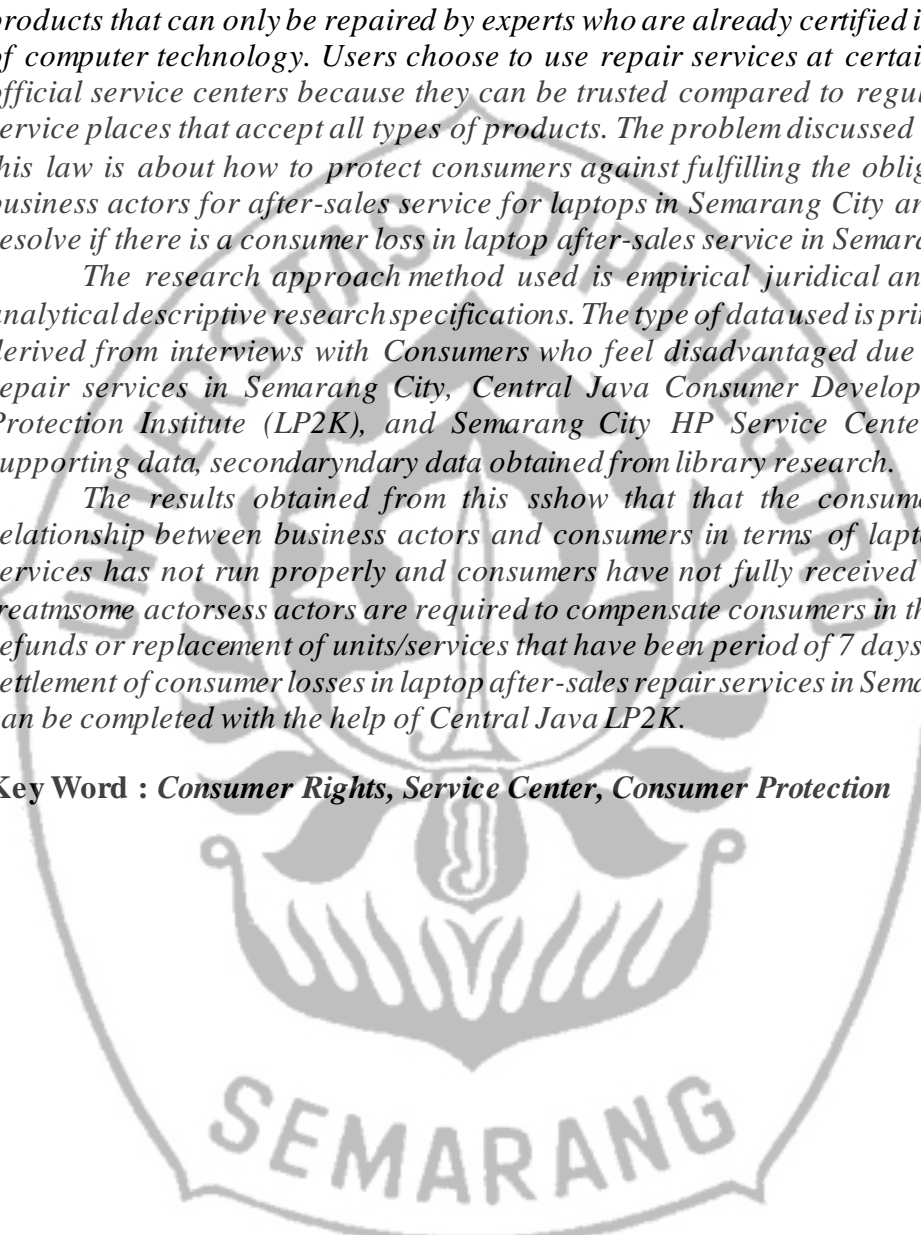 products that can only be repaired by experts who are already certified i
of computer technology. Users choose to use repair services at certai
official service centers because they can be trusted compared to regul
service places that accept all types of products. The problem discussed
this law is about how to protect consumers against fulfilling the oblig
business actors for after-sales service for laptops in Semarang City an
resolve if there is a consumer loss in laptop after-sales service in Semara
The research approach method used is empirical juridical an
analytical descriptive research specifications. The type of data used is pri
derived from interviews with Consumers who feel disadvantaged due
repair services in Semarang City, Central Java Consumer Develop
Protection Institute (LP2K), and Semarang City HP Service Cente
supporting data, secondaryndary data obtained from library research.
The results obtained from this sshow that that the consume
relationship between business actors and consumers in terms of lapt
services has not run properly and consumers have not fully received
treatmsome actorsess actors are required to compensate consumers in th
refunds or replacement of units/services that have been period of 7 days
settlement of consumer losses in laptop after-sales repair services in Sema
can be completed with the help of Central Java LP2K.
Key Word : Consumer Rights, Service Center, Consumer Protection
UNIVERSITAS DIPONEGORO
SEMARANG